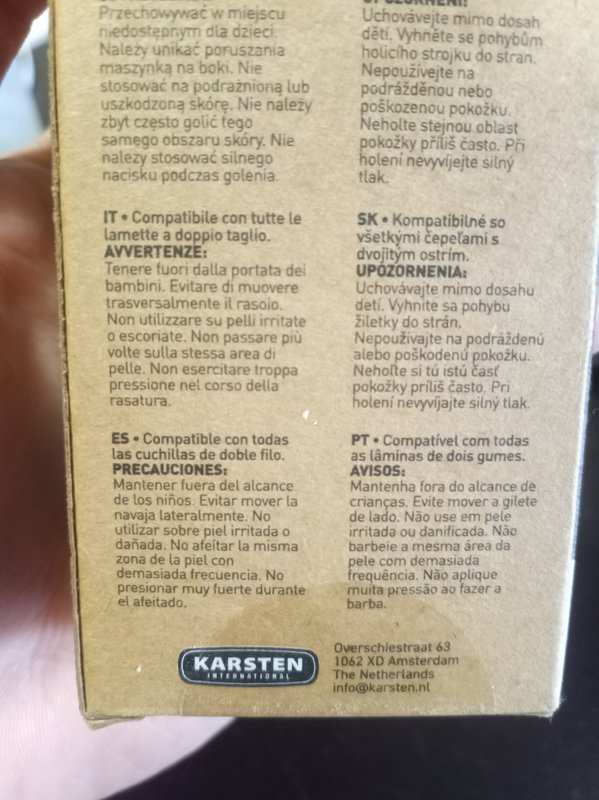 Przechowywać w miejscu
niedostępnym dla dzieci.
Należy unikać poruszania
maszynką na boki. Nie
stosować na podrażnioną lub
uszkodzoną skórę. Nie należy
zbyt często golić tego
samego obszaru skóry. Nie
należy stosować silnego
nacisku podczas golenia.
UPOZORNĚNÍ:
Uchovávejte mimo dosah
dětí. Vyhněte se pohybům
holicího strojku do stran.
Nepoužívejte na
podrážděnou nebo
poškozenou pokožku.
Neholte stejnou oblast
pokožky příliš často. Při
holení nevyvíjejte silný
tlak.
IT • Compatibile con tutte le
lamette a doppio taglio.
AVVERTENZE:
Tenere fuori dalla portata dei
bambini. Evitare di muovere
trasversalmente il rasoio.
Non utilizzare su pelli irritate
o escoriate. Non passare più
volte sulla stessa area di
pelle. Non esercitare troppa
pressione nel corso della
rasatura.
SK • Kompatibilné so
všetkými čepeľami s
dvojitým ostrím.
UPOZORNENIA:
Uchovávajte mimo dosahu
detí. Vyhnite sa pohybu
žiletky do strán.
Nepoužívajte na podráždenú
alebo poškodenú pokožku.
Nehoľte si tú istú časť
pokožky príliš často. Pri
holení nevyvíjajte silný tlak.
ES • Compatible con todas
las cuchillas de doble filo.
PRECAUCIONES:
Mantener fuera del alcance
de los niños. Evitar mover la
navaja lateralmente. No
utilizar sobre piel irritada o
dañada. No afeitar la misma
zona de la piel con
demasiada frecuencia. No
presionar muy fuerte durante
el afeitado.
PT • Compatível com todas
as lâminas de dois gumes.
AVISOS:
Mantenha fora do alcance de
crianças. Evite mover a gilete
de lado. Não use em pele
irritada ou danificada. Não
barbeie a mesma área da
pele com demasiada
frequência. Não aplique
muita pressão ao fazer a
barba.
KARSTEN
INTERNATIONAL
Overschiestraat 63
1062 XD Amsterdam
The Netherlands
info@karsten.nl